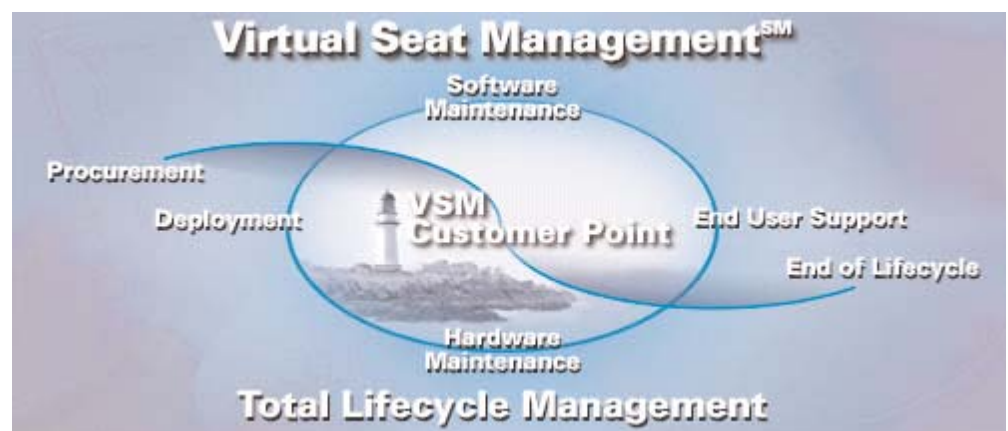 Virtual Seat Management℠
Software
Maintenance
Procurement
Deployment
VSM
Customer Point
End User Support
End of Lifecycle
Hardware
Maintenance
Total Lifecycle Management